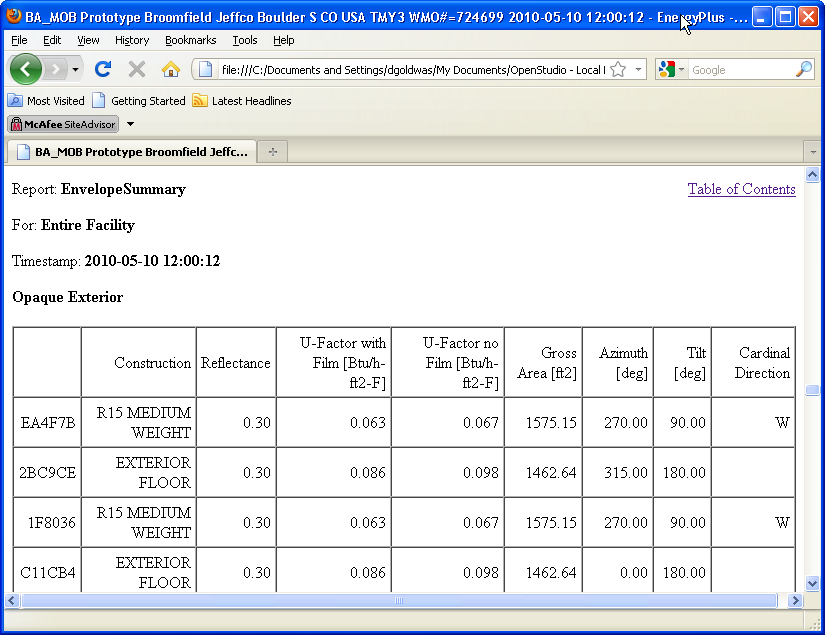 BA_MOB Prototype Broomfield Jeffco Boulder S CO USA TMY3 WMO#=724699 2010-05-10 12:00:12 - EnergyPlus -...
File Edit View History Bookmarks Tools Help
file:///C:/Documents and Settings/dgoldwas/My Documents/OpenStudio - Local Google
Most Visited Getting Started Latest Headlines
McAfee SiteAdvisor
BA_MOB Prototype Broomfield Jeffc...
Report: EnvelopeSummary Table of Contents
For: Entire Facility
Timestamp: 2010-05-10 12:00:12
Opaque Exterior
Construction
Reflectance
U-Factor with
Film [Btu/h-
ft2-F]
U-Factor no
Film [Btu/h-
ft2-F]
Gross
Area [ft2]
Azimuth
[deg]
Tilt
[deg]
Cardinal
Direction
EA4F7B R15 MEDIUM
WEIGHT 0.30 0.063 0.067 1575.15 270.00 90.00 W
2BC9CE EXTERIOR
FLOOR 0.30 0.086 0.098 1462.64 315.00 180.00
1F8036 R15 MEDIUM
WEIGHT 0.30 0.063 0.067 1575.15 270.00 90.00 W
C11CB4 EXTERIOR
FLOOR 0.30 0.086 0.098 1462.64 0.00 180.00